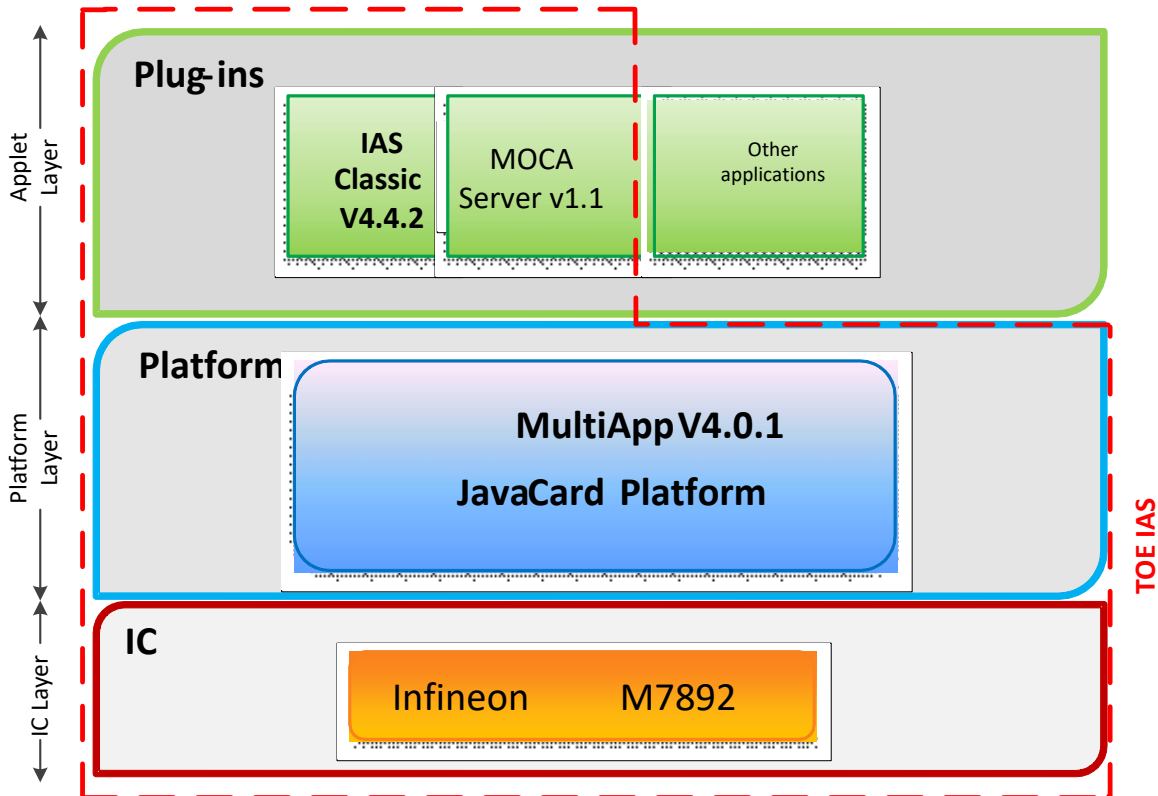 Applet
Layer
Plug-ins
IAS
Classic
V4.4.2
MOCA
Server v1.1
Other
applications
Platform
Layer
Platform
MultiApp V4.0.1
JavaCard Platform
TOE IAS
IC Layer
IC
Infineon M7892